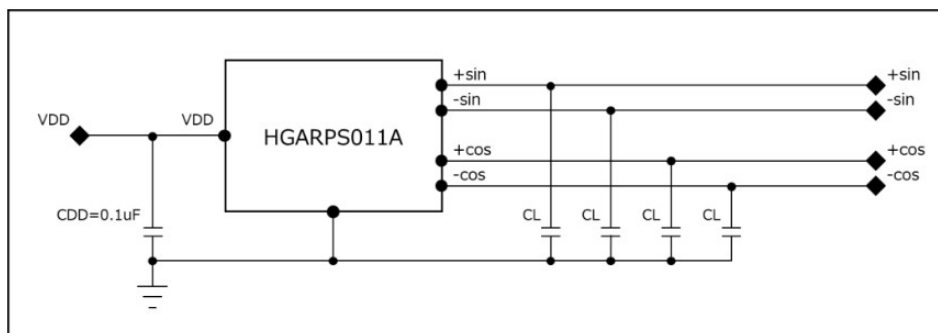 +sin
+sin
-sin
-sin
VDD
VDD
HGARPS011A
+cos
+cos
-cos
-cos
CDD=0.1uF
CL
CL
CL
CL